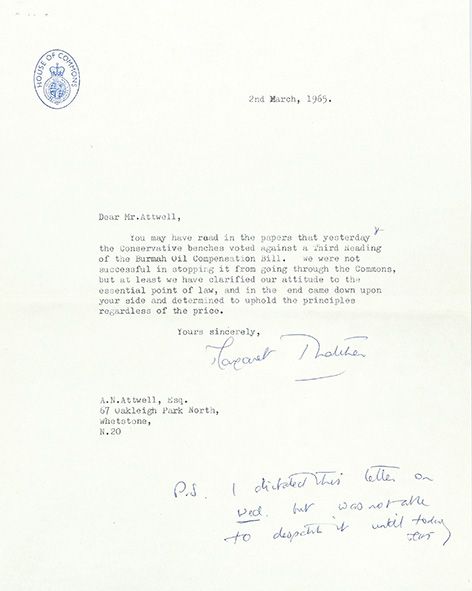 HOUSE OF COMMONS
2nd March, 1965.
Dear Mr.Attwell,
You may have read in the papers that yesterday
the Conservative benches voted against a Third Reading
of the Burmah Oil Compensation Bill. We were not
successful in stopping it from going through the Commons,
but at least we have clarified our attitude to the
essential point of law, and in the end came down upon
your side and determined to uphold the principles
regardless of the price.
Yours sincerely,
Margaret Thatcher
A.N.Attwell, Esq.
67 Oakleigh Park North,
Whetstone,
N.20
P.S. I dictated this letter on
Wed. but was not able
to despatch it until today